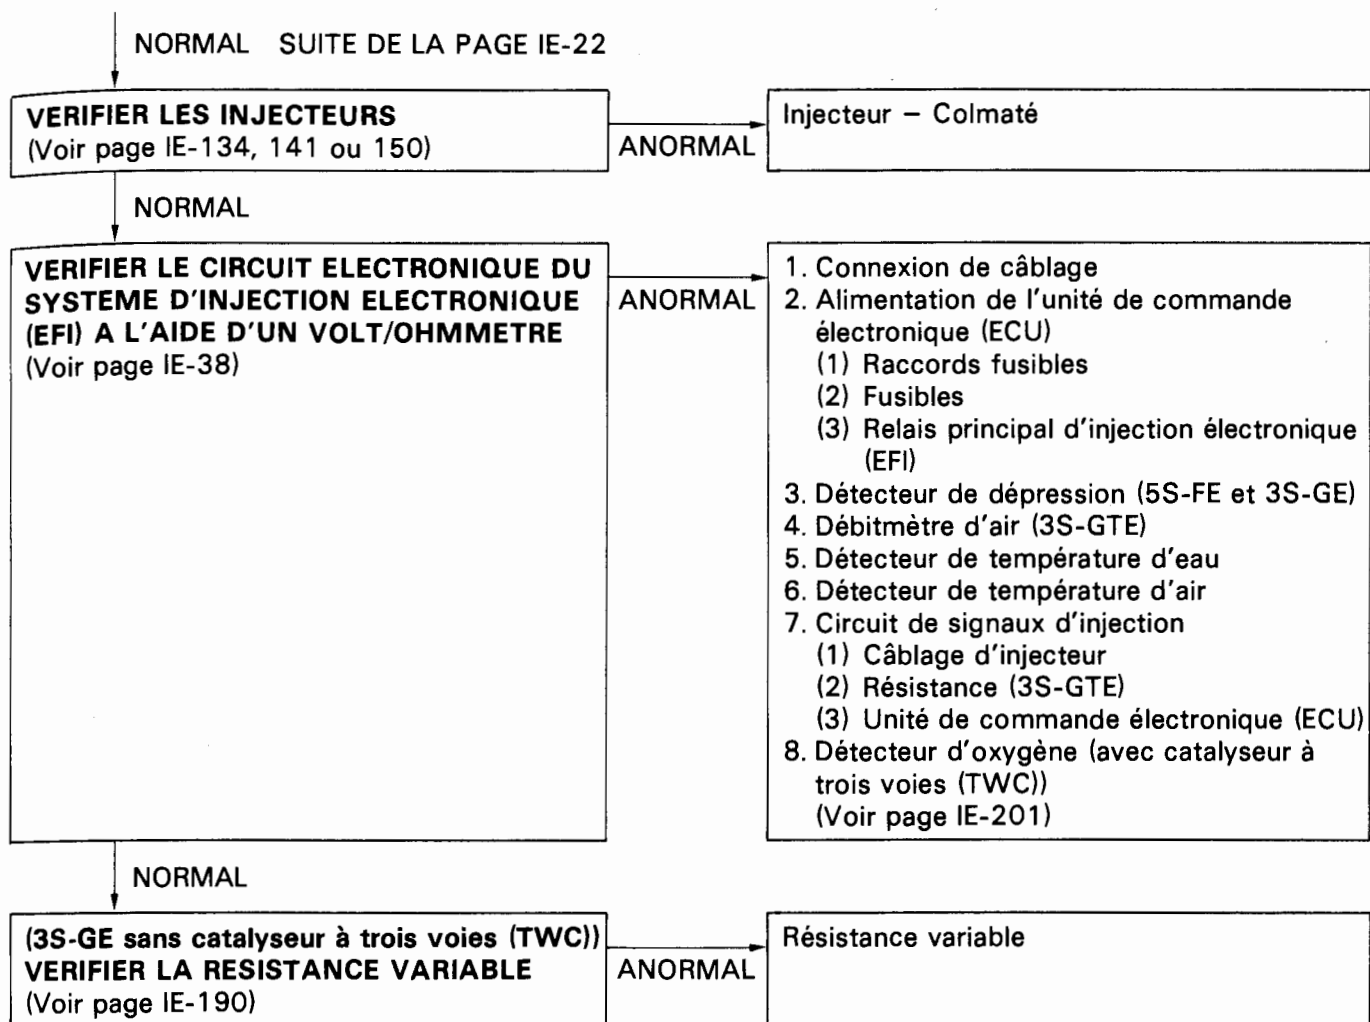 NORMAL SUITE DE LA PAGE IE-22
VERIFIER LES INJECTEURS
(Voir page IE-134, 141 ou 150)
ANORMAL
Injecteur – Colmaté
NORMAL
VERIFIER LE CIRCUIT ELECTRONIQUE DU
SYSTEME D'INJECTION ELECTRONIQUE
(EFI) A L'AIDE D'UN VOLT/OHMMETRE
(Voir page IE-38)
ANORMAL
1. Connexion de câblage
2. Alimentation de l'unité de commande
électronique (ECU)
(1) Raccords fusibles
(2) Fusibles
(3) Relais principal d'injection électronique
(EFI)
3. Détecteur de dépression (5S-FE et 3S-GE)
4. Débitmètre d'air (3S-GTE)
5. Détecteur de température d'eau
6. Détecteur de température d'air
7. Circuit de signaux d'injection
(1) Câblage d'injecteur
(2) Résistance (3S-GTE)
(3) Unité de commande électronique (ECU)
8. Détecteur d'oxygène (avec catalyseur à
trois voies (TWC))
(Voir page IE-201)
NORMAL
(3S-GE sans catalyseur à trois voies (TWC))
VERIFIER LA RESISTANCE VARIABLE
(Voir page IE-190)
ANORMAL
Résistance variable